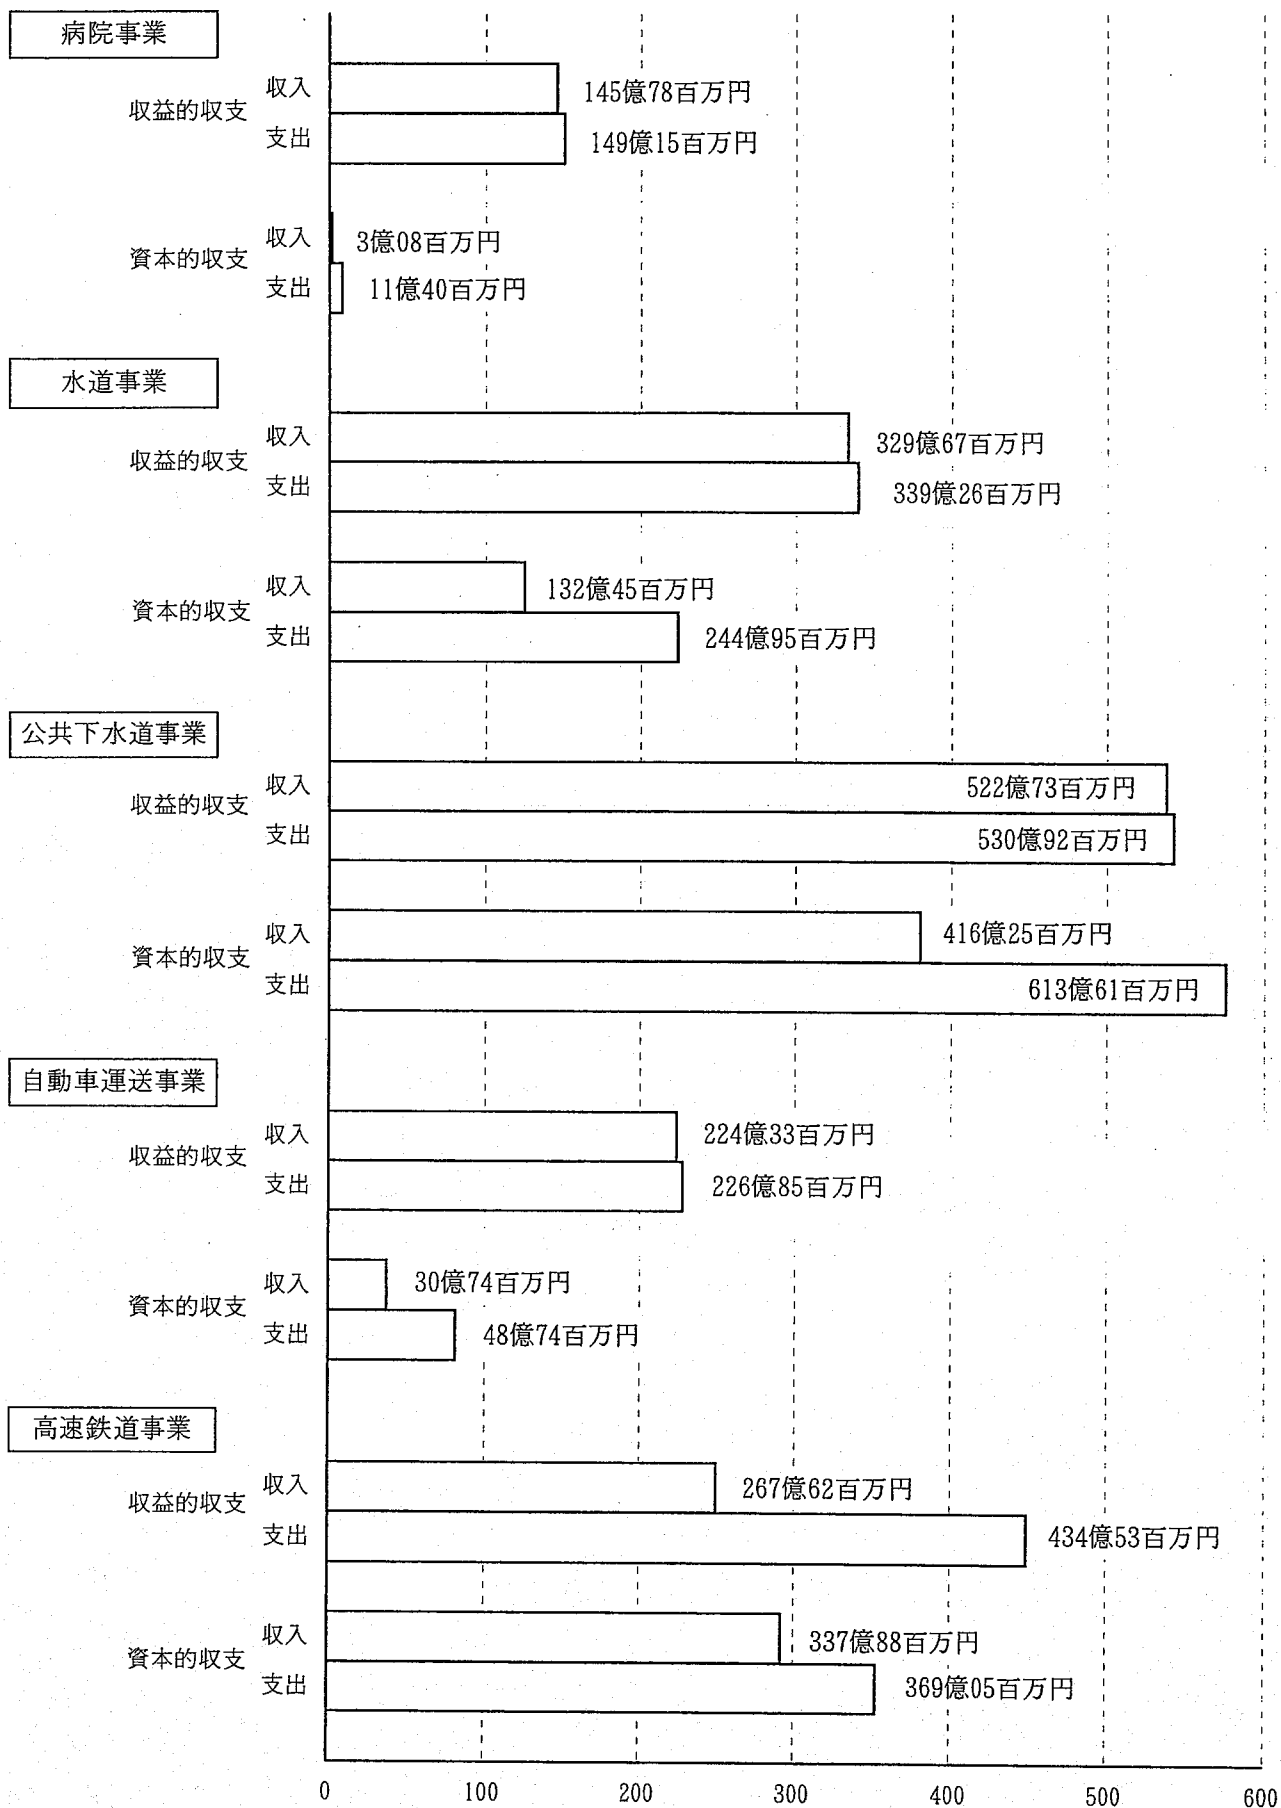 病院事業
収益的収支
収入 145億78百万円
支出 149億15百万円
資本的収支
収入 3億08百万円
支出 11億40百万円
水道事業
収益的収支
収入 329億67百万円
支出 339億26百万円
資本的収支
収入 132億45百万円
支出 244億95百万円
公共下水道事業
収益的収支
収入 522億73百万円
支出 530億92百万円
資本的収支
収入 416億25百万円
支出 613億61百万円
自動車運送事業
収益的収支
収入 224億33百万円
支出 226億85百万円
資本的収支
収入 30億74百万円
支出 48億74百万円
高速鉄道事業
収益的収支
収入 267億62百万円
支出 434億53百万円
資本的収支
収入 337億88百万円
支出 369億05百万円
0 100 200 300 400 500 600